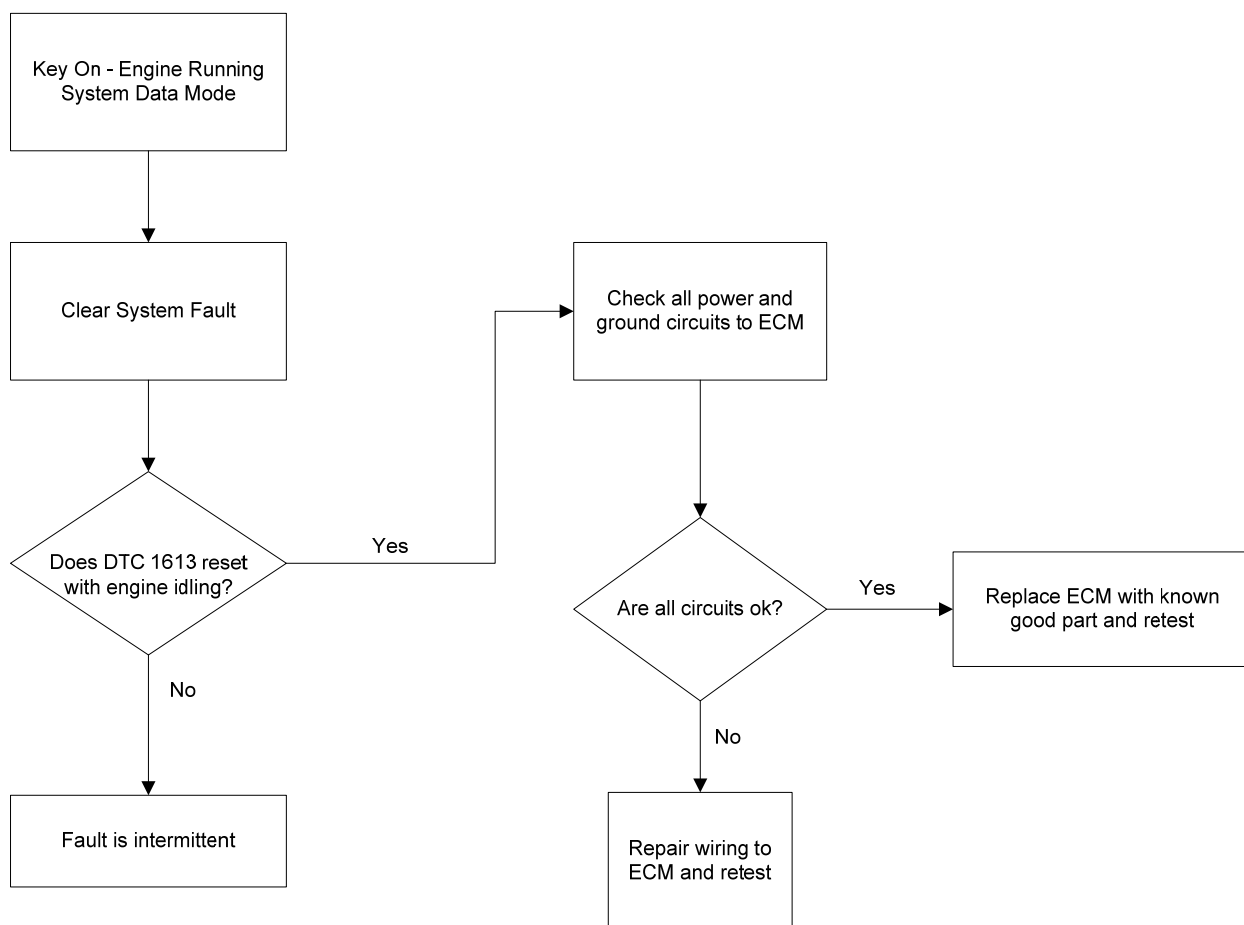 Key On - Engine Running
System Data Mode
Clear System Fault
Does DTC 1613 reset
with engine idling?
Yes
No
Fault is intermittent
Check all power and
ground circuits to ECM
Are all circuits ok?
Yes
No
Replace ECM with known
good part and retest
Repair wiring to
ECM and retest